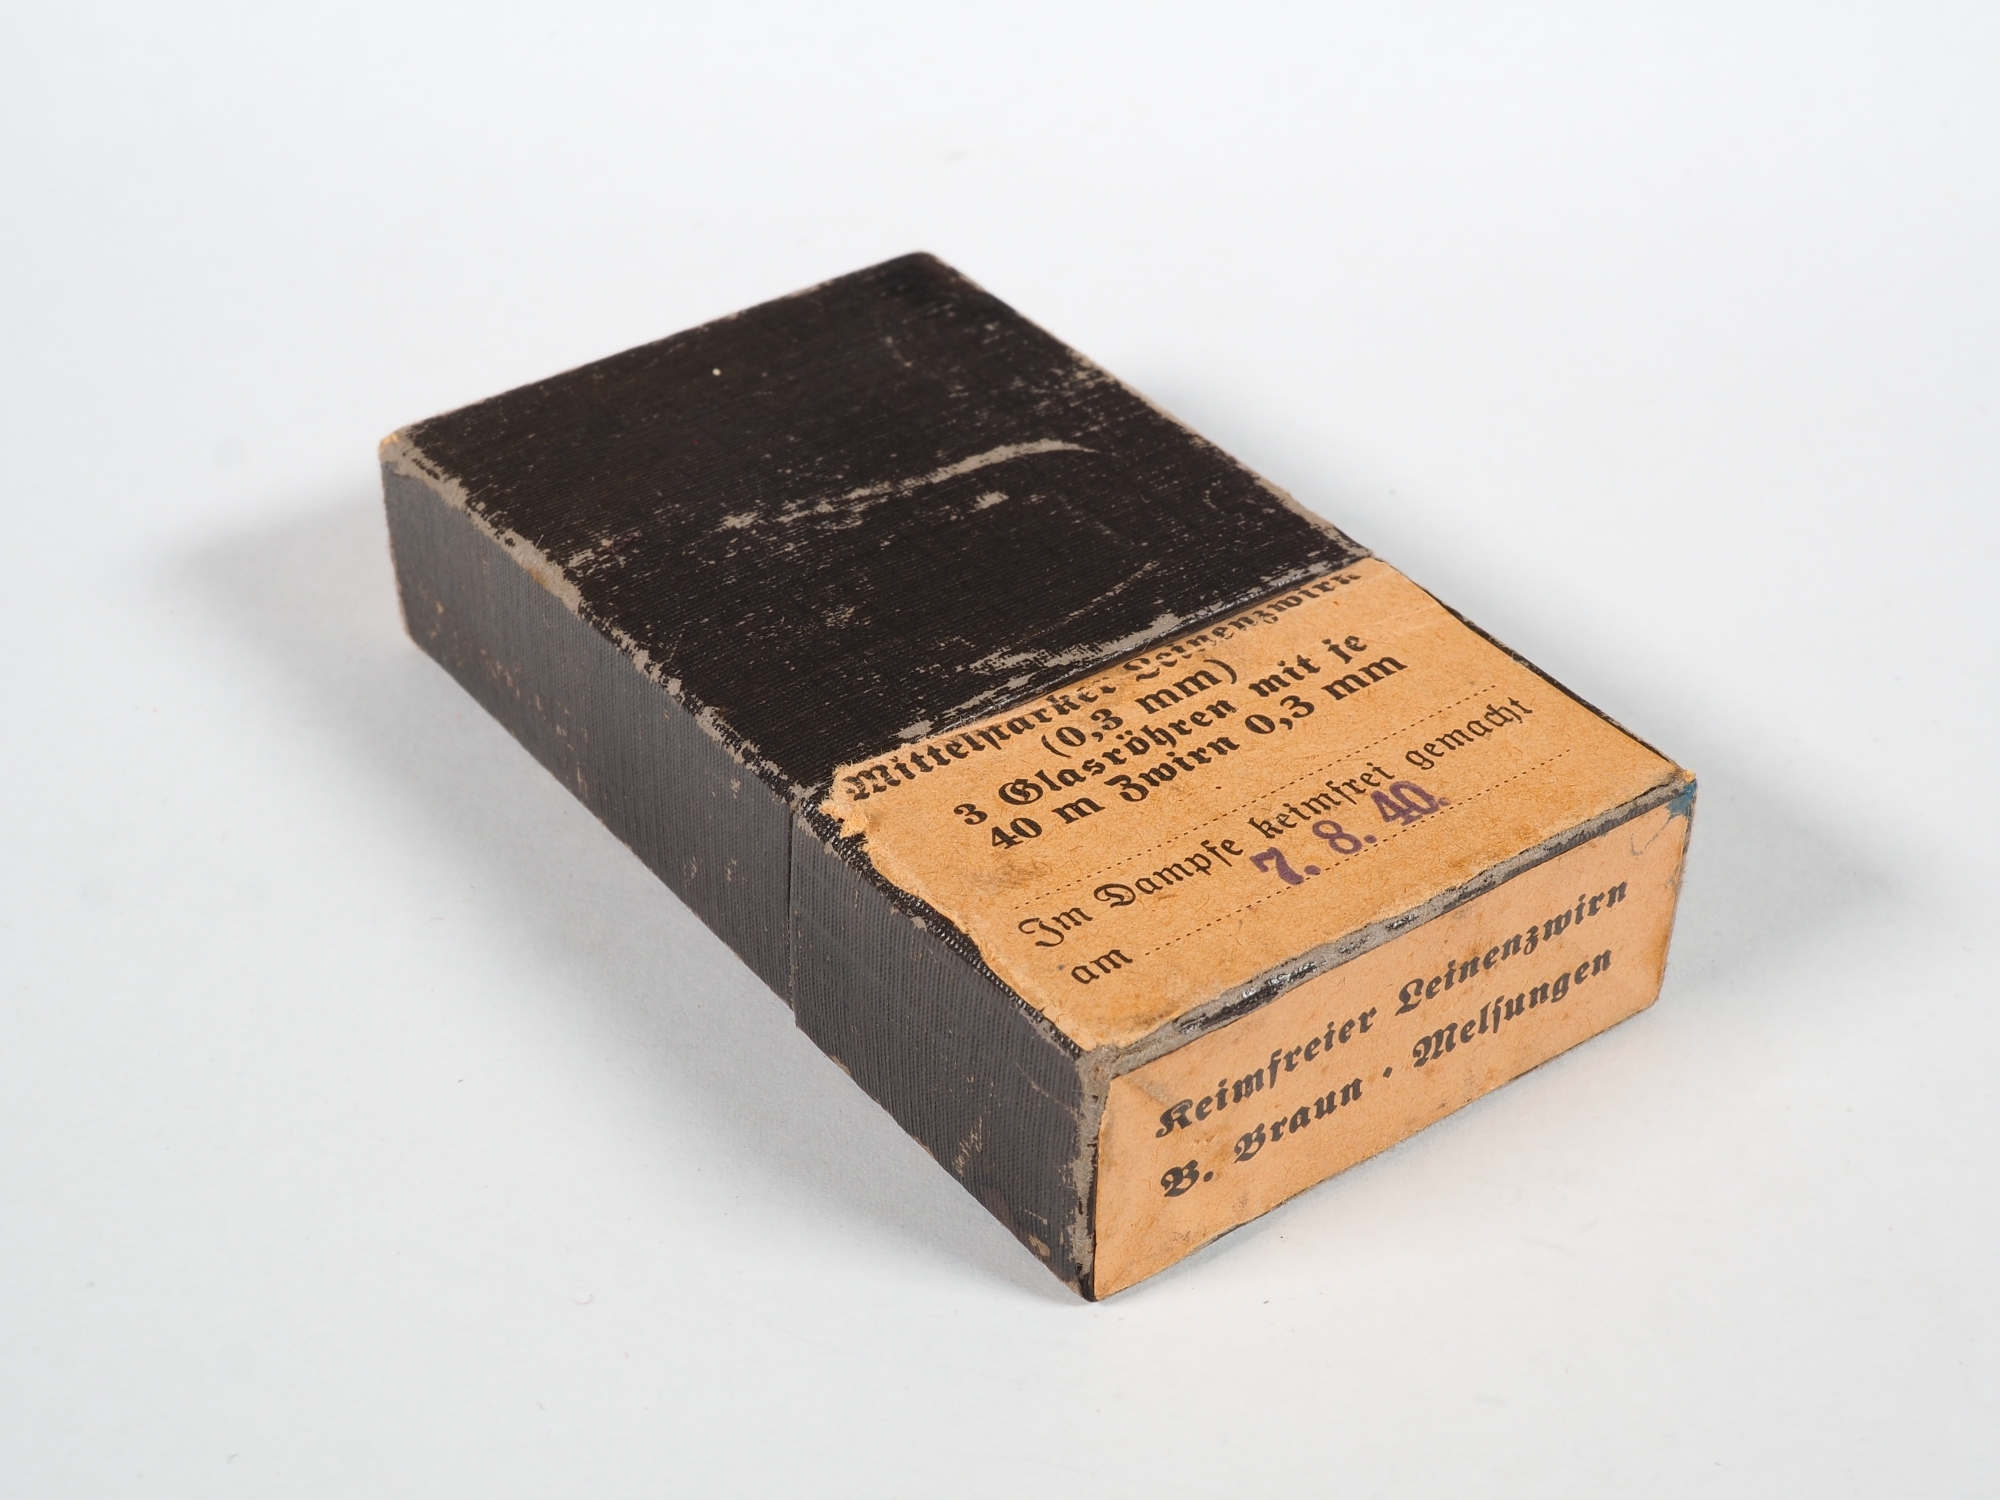 Mittelstarker Leinenzwirn
(0,3 mm)
3 Glasröhren mit je
40 m Zwirn 0,3 mm
Im Dampfe keimfrei gemacht
am 7. 8. 40.
Keimfreier Leinenzwirn
B. Braun · Melsungen